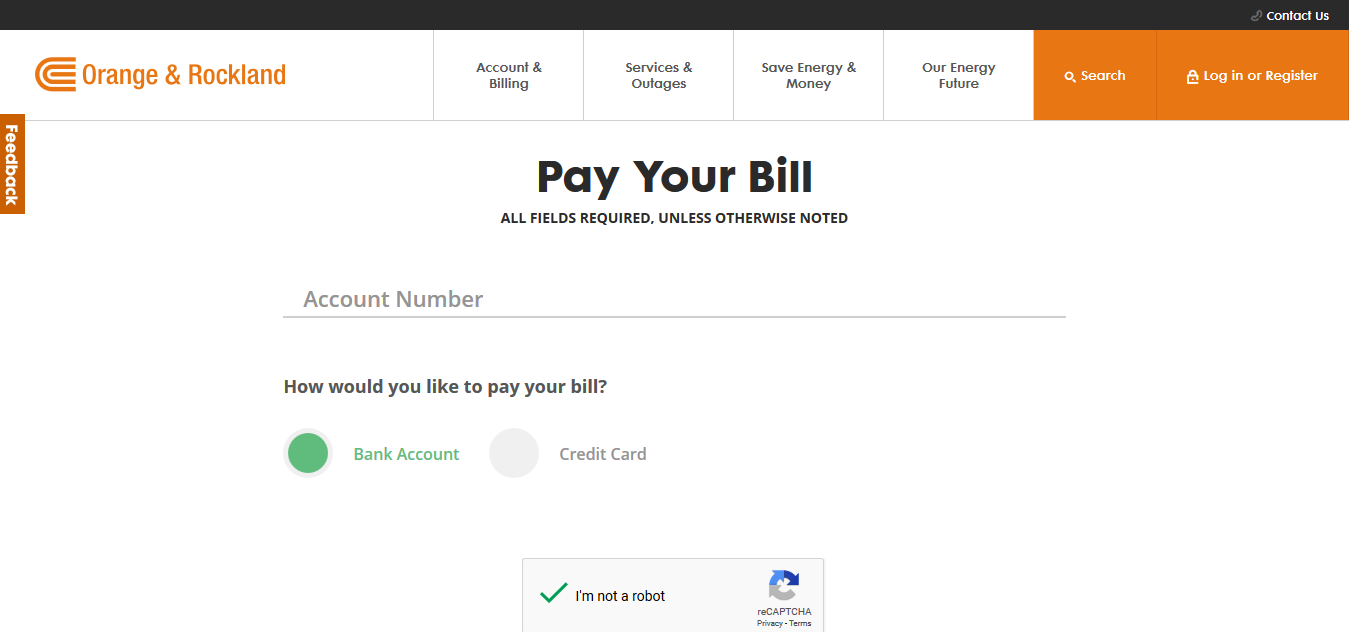 Contact Us
Orange & Rockland
Account &
Billing
Services &
Outages
Save Energy &
Money
Our Energy
Future
Search
Log in or Register
Feedback
Pay Your Bill
ALL FIELDS REQUIRED, UNLESS OTHERWISE NOTED
Account Number
How would you like to pay your bill?
Bank Account
Credit Card
I'm not a robot
reCAPTCHA
Privacy - Terms